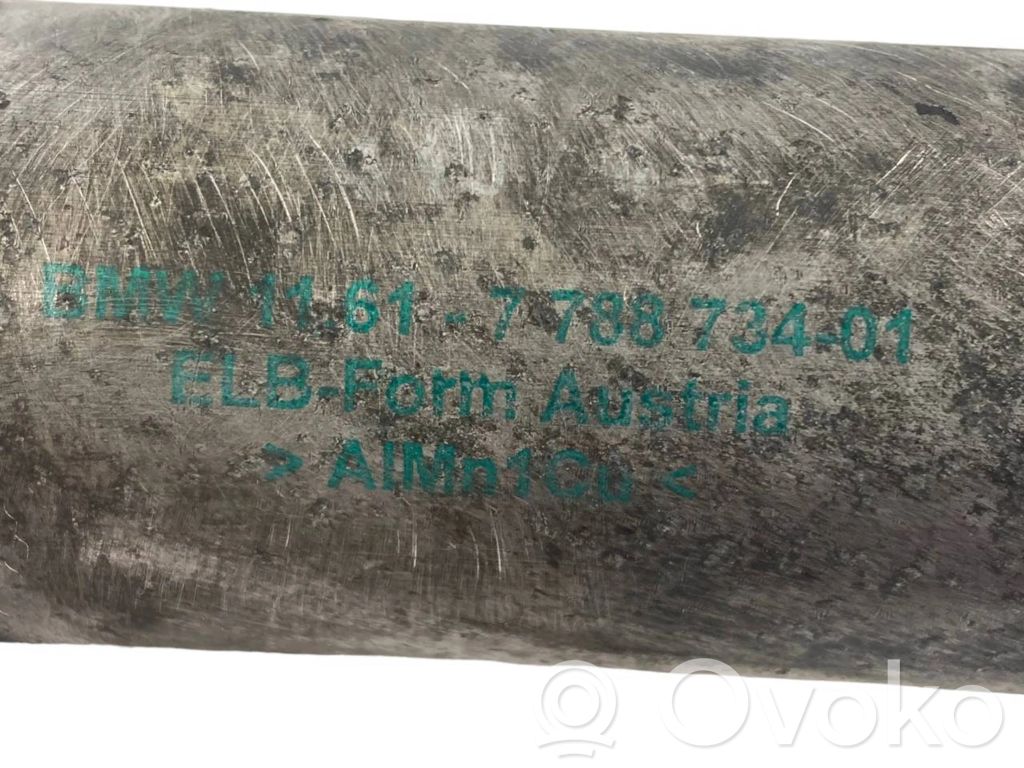 BMW 11.61 - 7 788 734-01
ELB-Form Austria
> AlMn1Cu <
Ovoko